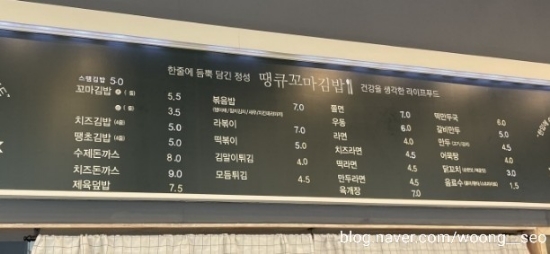 한줄에 듬뿍 담긴 정성 땡큐꼬마김밥 건강을 생각한 라이프푸드
스팸김밥 5.0
꼬마김밥 5.5
3.5
치즈김밥
땡초김밥
수제돈까스 8.0
치즈돈까스 9.0
제육덮밥 7.5
볶음밥 7.0
라볶이
떡볶이 5.0
김말이튀김 4.0
모듬튀김 4.5
쫄면 7.0
우동 6.0
라면 4.0
치즈라면 4.5
떡라면 4.5
만두라면 4.5
육개장 7.0
떡만두국 6.0
갈비만두 5.0
만두 4.0
어묵탕 4.5
닭꼬치 3.0
음료수 1.5
blog.naver.com/woong__seo